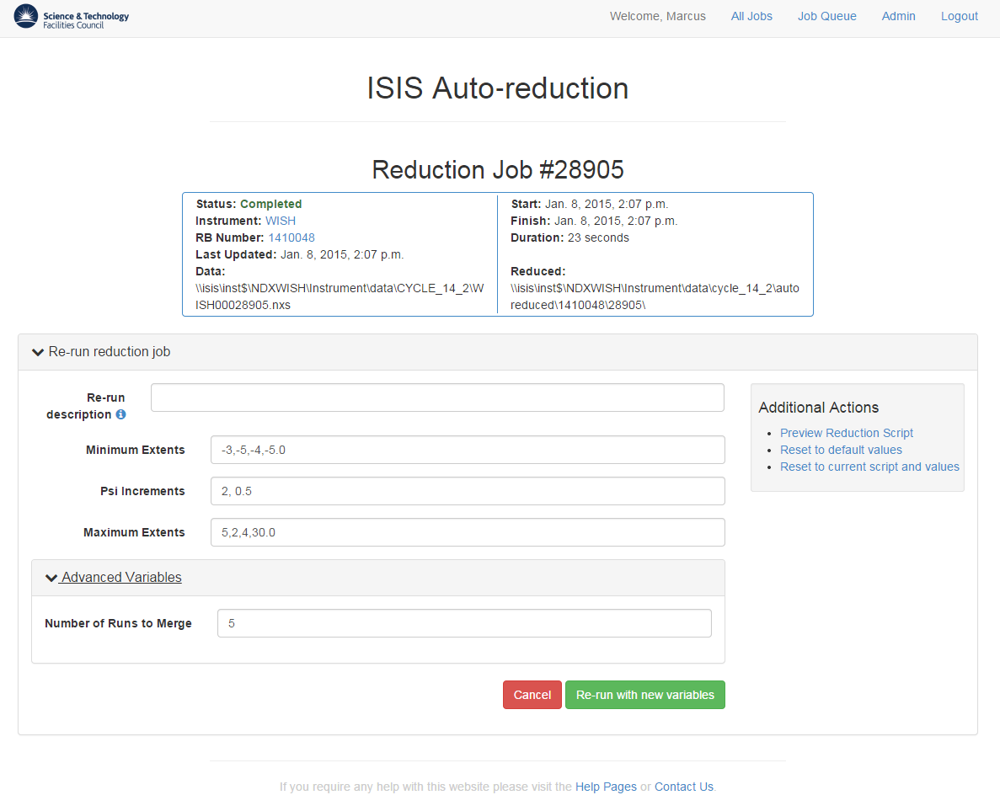 Science & Technology
Facilities Council
Welcome, Marcus
All Jobs
Job Queue
Admin
Logout
ISIS Auto-reduction
Reduction Job #28905
Status: Completed
Instrument: WISH
RB Number: 1410048
Last Updated: Jan. 8, 2015, 2:07 p.m.
Data:
\\isis\inst$\NDXWISH\Instrument\data\CYCLE_14_2\W
ISH00028905.nxs
Start: Jan. 8, 2015, 2:07 p.m.
Finish: Jan. 8, 2015, 2:07 p.m.
Duration: 23 seconds
Reduced:
\\isis\inst$\NDXWISH\Instrument\data\cycle_14_2\auto
reduced\1410048\28905\
Re-run reduction job
Re-run
description
Minimum Extents
-3,-5,-4,-5.0
Psi Increments
2, 0.5
Maximum Extents
5,2,4,30.0
Advanced Variables
Number of Runs to Merge
5
Cancel
Re-run with new variables
Additional Actions
Preview Reduction Script
Reset to default values
Reset to current script and values
If you require any help with this website please visit the Help Pages or Contact Us.